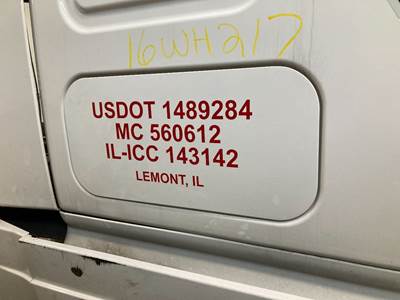 16WH217
USDOT 1489284
MC 560612
IL-ICC 143142
LEMONT, IL